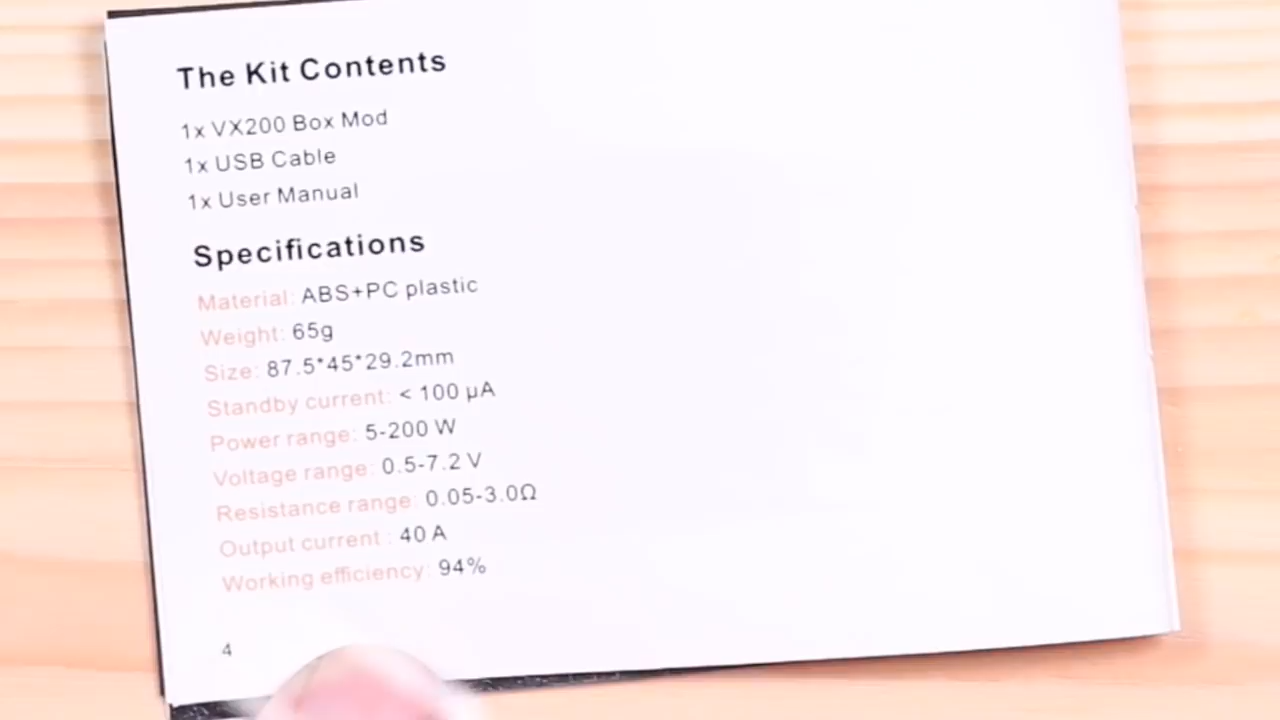 The Kit Contents
1x VX200 Box Mod
1x USB Cable
1x User Manual
Specifications
Material: ABS+PC plastic
Weight: 65g
Size: 87.5*45*29.2mm
Standby current: < 100 μA
Power range: 5-200 W
Voltage range: 0.5-7.2 V
Resistance range: 0.05-3.0Ω
Output current : 40 A
Working efficiency: 94%
4